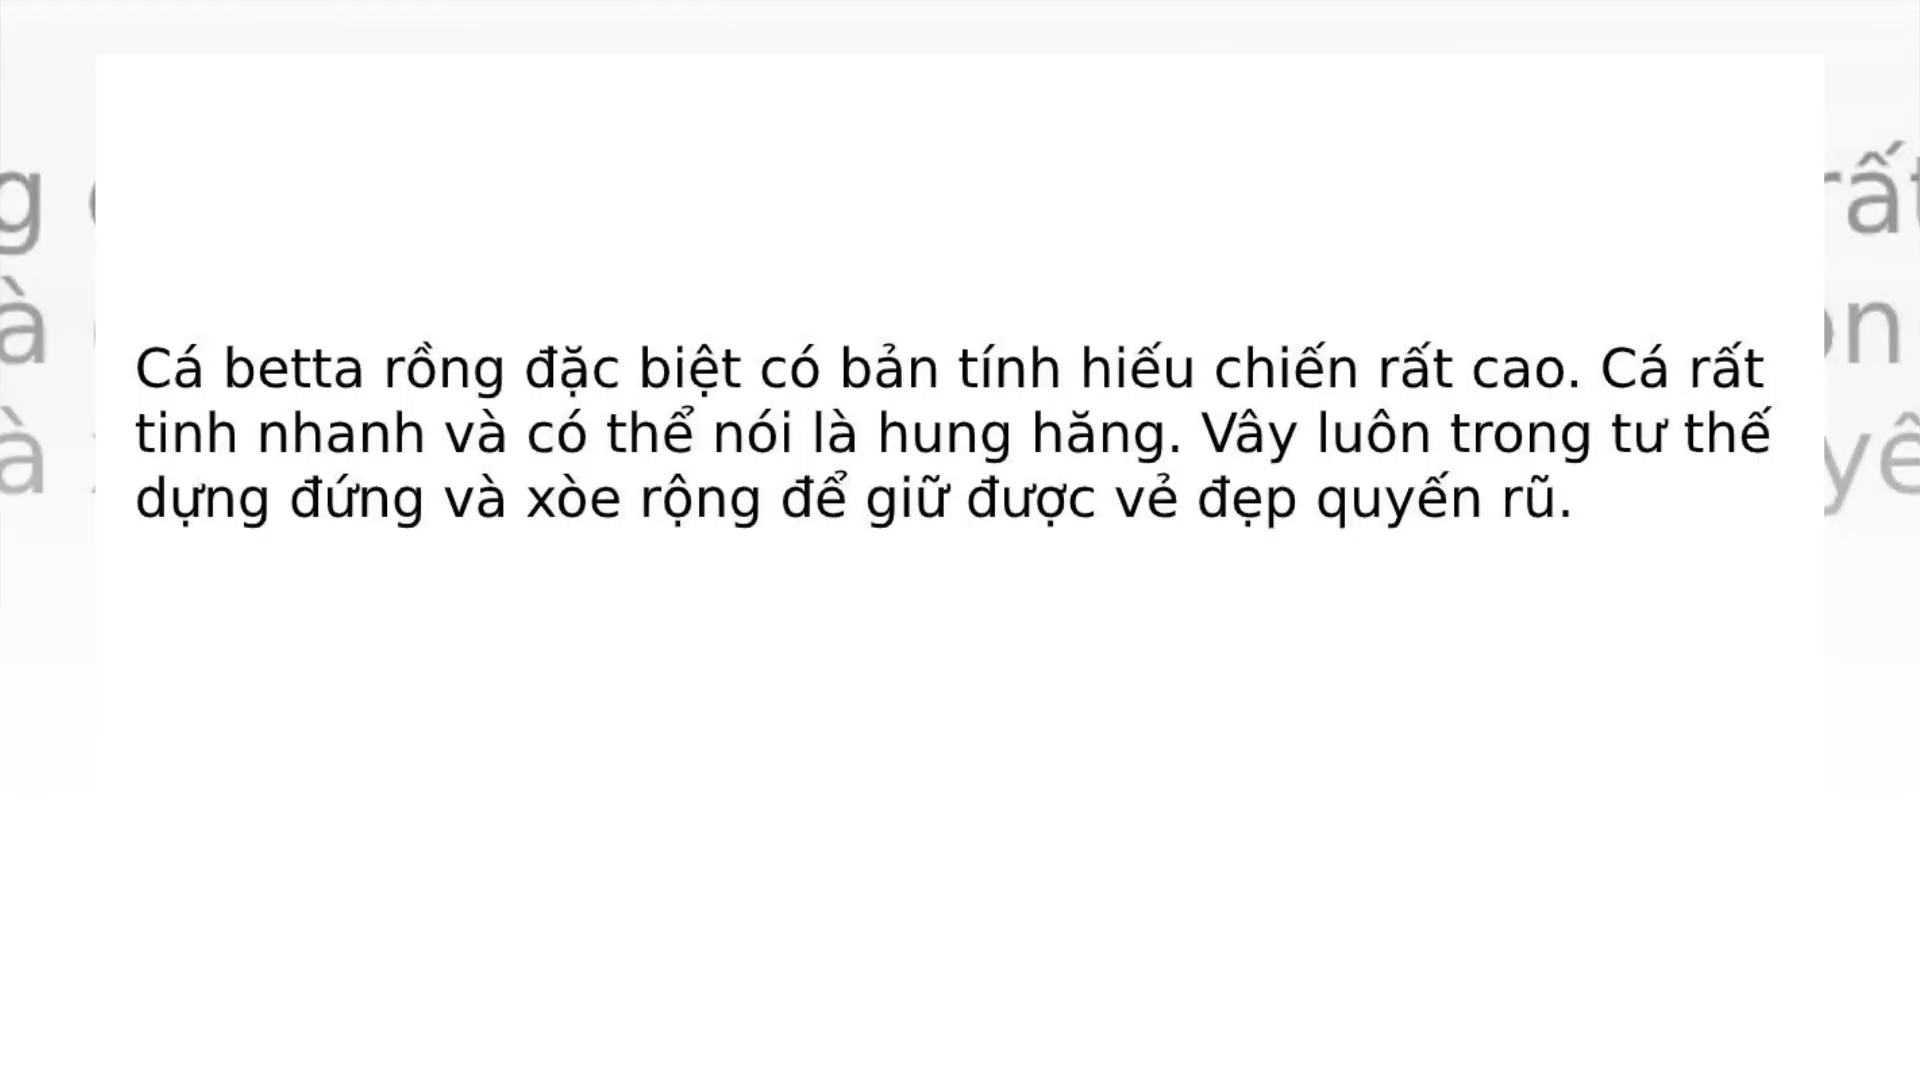 Cá betta rồng đặc biệt có bản tính hiếu chiến rất cao. Cá rất
tinh nhanh và có thể nói là hung hăng. Vây luôn trong tư thế
dựng đứng và xòe rộng để giữ được vẻ đẹp quyến rũ.